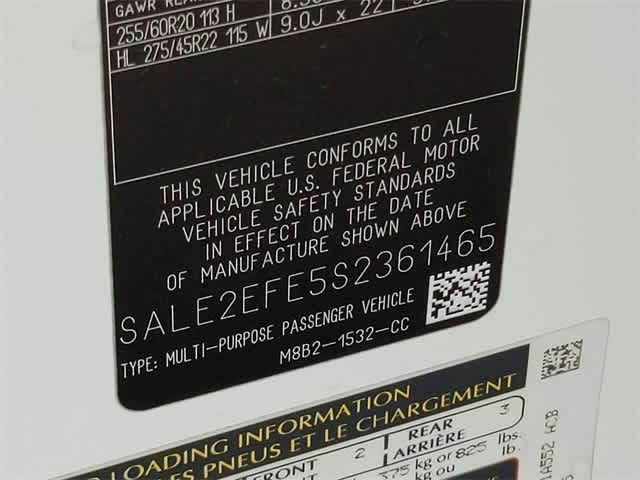 GAWR REAR
255/60R20 113 H
HL 275/45R22 115 W 9.0J x 22
THIS VEHICLE CONFORMS TO ALL
APPLICABLE U.S. FEDERAL MOTOR
VEHICLE SAFETY STANDARDS
IN EFFECT ON THE DATE
OF MANUFACTURE SHOWN ABOVE
SALE2EFE5S2361465
TYPE: MULTI-PURPOSE PASSENGER VEHICLE
M8B2-1532-CC
LOADING INFORMATION
LES PNEUS ET LE CHARGEMENT
FRONT 2 REAR 3
ARRIÈRE
375 kg or 825 lbs.
kg ou lb.